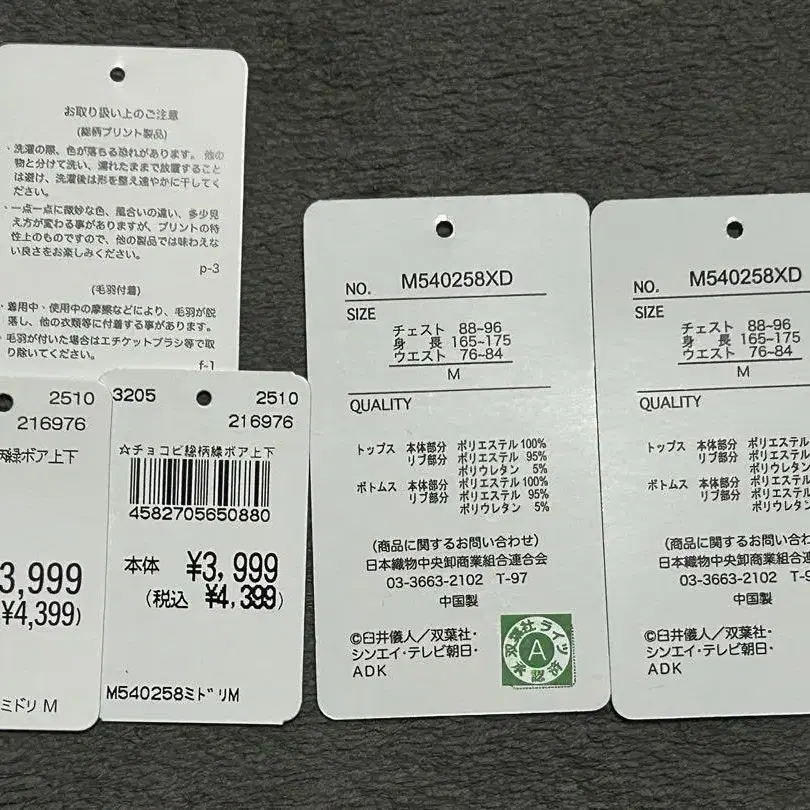 お取り扱い上のご注意
(総柄プリント製品)
・洗濯の際、色が落ちる恐れがあります。他の
物と分けて洗い、濡れたままで放置すること
は避け、洗濯後は形を整え速やかに干してく
ださい。
・一点一点に微妙な色、風合いの違い、多少見
え方が変わる事がありますが、プリントの特
性上のものですので、他の製品では味わえな
い良さをお楽しみください。
p-3
(毛羽付着)
・着用中・使用中の摩擦などにより、毛羽が脱
落し、他の衣類等に付着する事があります。
・毛羽が付いた場合はエチケットブラシ等で取
り除いてください。
f-1
2510
216976
柄緑ボア上下
3,999
¥4,399)
ミドリ M
3205 2510
216976
☆チョコビ総柄緑ボア上下
4582705650880
本体 ¥3,999
(税込 ¥4,399)
M540258ミドリM
NO. M540258XD
SIZE
チェスト 88~96
身長 165~175
ウエスト 76~84
M
QUALITY
トップス 本体部分 ポリエステル100%
リブ部分 ポリエステル 95%
ポリウレタン 5%
ボトムス 本体部分 ポリエステル100%
リブ部分 ポリエステル 95%
ポリウレタン 5%
(商品に関するお問い合わせ)
日本織物中央卸商業組合連合会
03-3663-2102 T-97
中国製
©臼井儀人/双葉社・
シンエイ・テレビ朝日・
ADK
双葉社ライツ
A
承認済
NO. M540258XD
SIZE
チェスト 88~96
身長 165~175
ウエスト 76~84
M
QUALITY
トップス 本体部分 ポリエステ
リブ部分 ポリエステ
ポリウレタ
ボトムス 本体部分 ポリエステ
リブ部分 ポリエステ
ポリウレタ
(商品に関するお問い合わ
日本織物中央卸商業組合連
03-3663-2102 T-9
中国製
©臼井儀人/双葉社・
シンエイ・テレビ朝日・
ADK